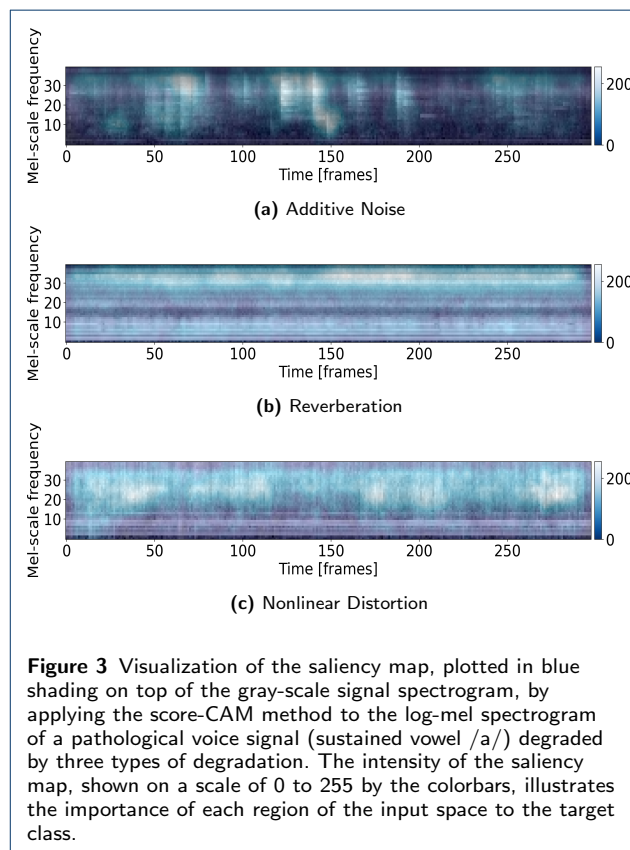 Mel-scale frequency
30
20
10
0 50 100 150 200 250
200
0
Time [frames]
(a) Additive Noise
Mel-scale frequency
30
20
10
0 50 100 150 200 250
200
0
Time [frames]
(b) Reverberation
Mel-scale frequency
30
20
10
0 50 100 150 200 250
200
0
Time [frames]
(c) Nonlinear Distortion
Figure 3 Visualization of the saliency map, plotted in blue
shading on top of the gray-scale signal spectrogram, by
applying the score-CAM method to the log-mel spectrogram
of a pathological voice signal (sustained vowel /a/) degraded
by three types of degradation. The intensity of the saliency
map, shown on a scale of 0 to 255 by the colorbars, illustrates
the importance of each region of the input space to the target
class.